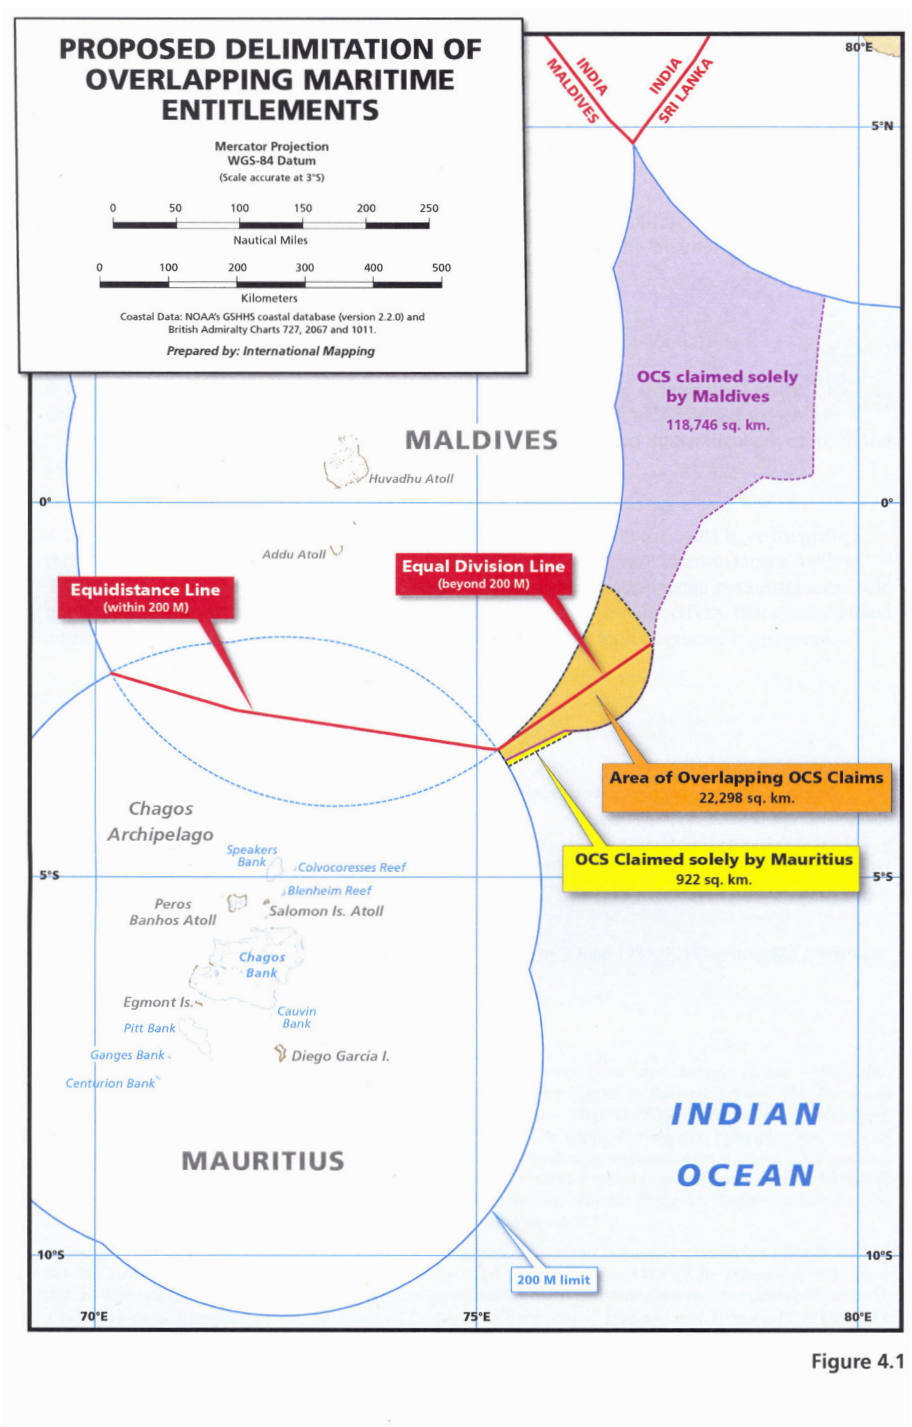 PROPOSED DELIMITATION OF
OVERLAPPING MARITIME
ENTITLEMENTS
Mercator Projection
WGS-84 Datum
(Scale accurate at 3°S)
0 50 100 150 200 250
Nautical Miles
0 100 200 300 400 500
Kilometers
Coastal Data: NOAA's GSHHS coastal database (version 2.2.0) and
British Admiralty Charts 727, 2067 and 1011.
Prepared by: International Mapping
INDIA
MALDIVES
INDIA
SRI LANKA
80°E
5°N
OCS claimed solely
by Maldives
118,746 sq. km.
MALDIVES
Huvadhu Atoll
0°
0°
Addu Atoll
Equal Division Line
(beyond 200 M)
Equidistance Line
(within 200 M)
Area of Overlapping OCS Claims
22,298 sq. km.
Chagos
Archipelago
OCS Claimed solely by Mauritius
922 sq. km.
Speakers
Bank
Colvocoresses Reef
5°S
5°S
Blenheim Reef
Peros
Banhos Atoll
Salomon Is. Atoll
Chagos
Bank
Egmont Is.
Cauvin
Bank
Pitt Bank
Ganges Bank
Diego Garcia I.
Centurion Bank
INDIAN
OCEAN
MAURITIUS
10°S
10°S
200 M limit
70°E
75°E
80°E
Figure 4.1